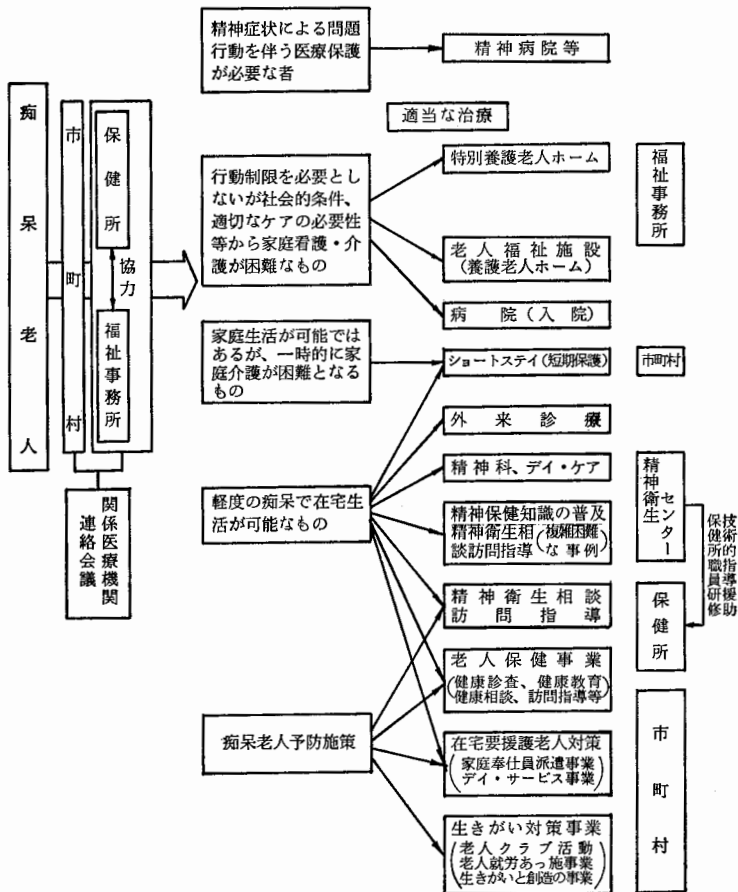 痴呆老人
市町村
保健所
協力
福祉事務所
関係医療機関
連絡会議
精神症状による問題
行動を伴う医療保護
が必要な者
精神病院等
適当な治療
行動制限を必要とし
ないが社会的条件、
適切なケアの必要性
等から家庭看護・介
護が困難なもの
特別養護老人ホーム
老人福祉施設
(養護老人ホーム)
病院(入院)
福祉事務所
家庭生活が可能では
あるが、一時的に家
庭介護が困難となる
もの
ショートステイ(短期保護)
市町村
外来診療
軽度の痴呆で在宅生
活が可能なもの
精神科、デイ・ケア
精神保健知識の普及
精神衛生相談訪問指導(複雑困難な事例)
精神衛生
センター
技術的指導援助
保健所職員研修
精神衛生相談
訪問指導
保健所
老人保健事業
(健康診査、健康教育
健康相談、訪問指導等)
痴呆老人予防施策
在宅要援護老人対策
(家庭奉仕員派遣事業
デイ・サービス事業)
生きがい対策事業
(老人クラブ活動
老人就労あっ施事業
生きがいと創造の事業)
市町村